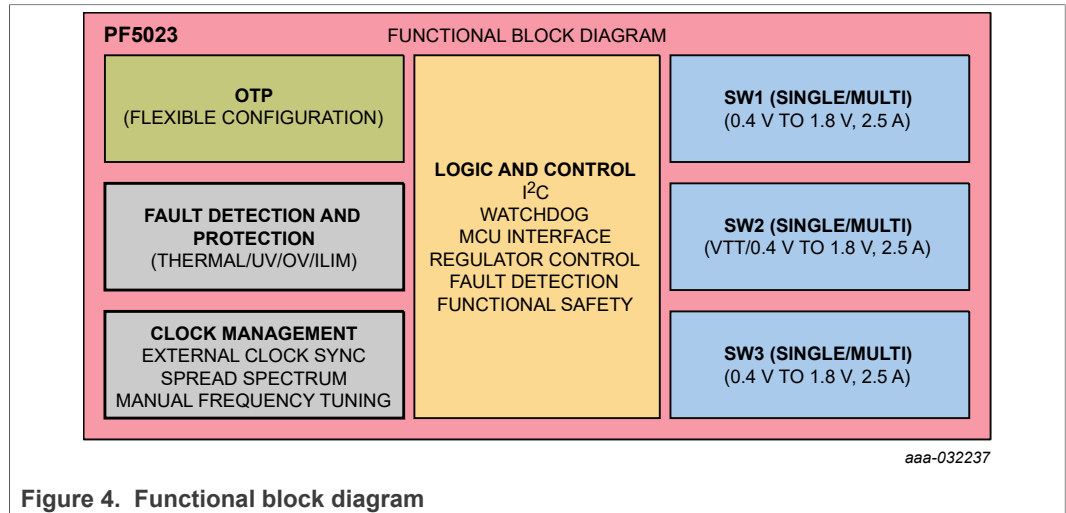 PF5023 FUNCTIONAL BLOCK DIAGRAM
OTP
(FLEXIBLE CONFIGURATION)
FAULT DETECTION AND
PROTECTION
(THERMAL/UV/OV/ILIM)
CLOCK MANAGEMENT
EXTERNAL CLOCK SYNC
SPREAD SPECTRUM
MANUAL FREQUENCY TUNING
LOGIC AND CONTROL
I²C
WATCHDOG
MCU INTERFACE
REGULATOR CONTROL
FAULT DETECTION
FUNCTIONAL SAFETY
SW1 (SINGLE/MULTI)
(0.4 V TO 1.8 V, 2.5 A)
SW2 (SINGLE/MULTI)
(VTT/0.4 V TO 1.8 V, 2.5 A)
SW3 (SINGLE/MULTI)
(0.4 V TO 1.8 V, 2.5 A)
aaa-032237
Figure 4. Functional block diagram